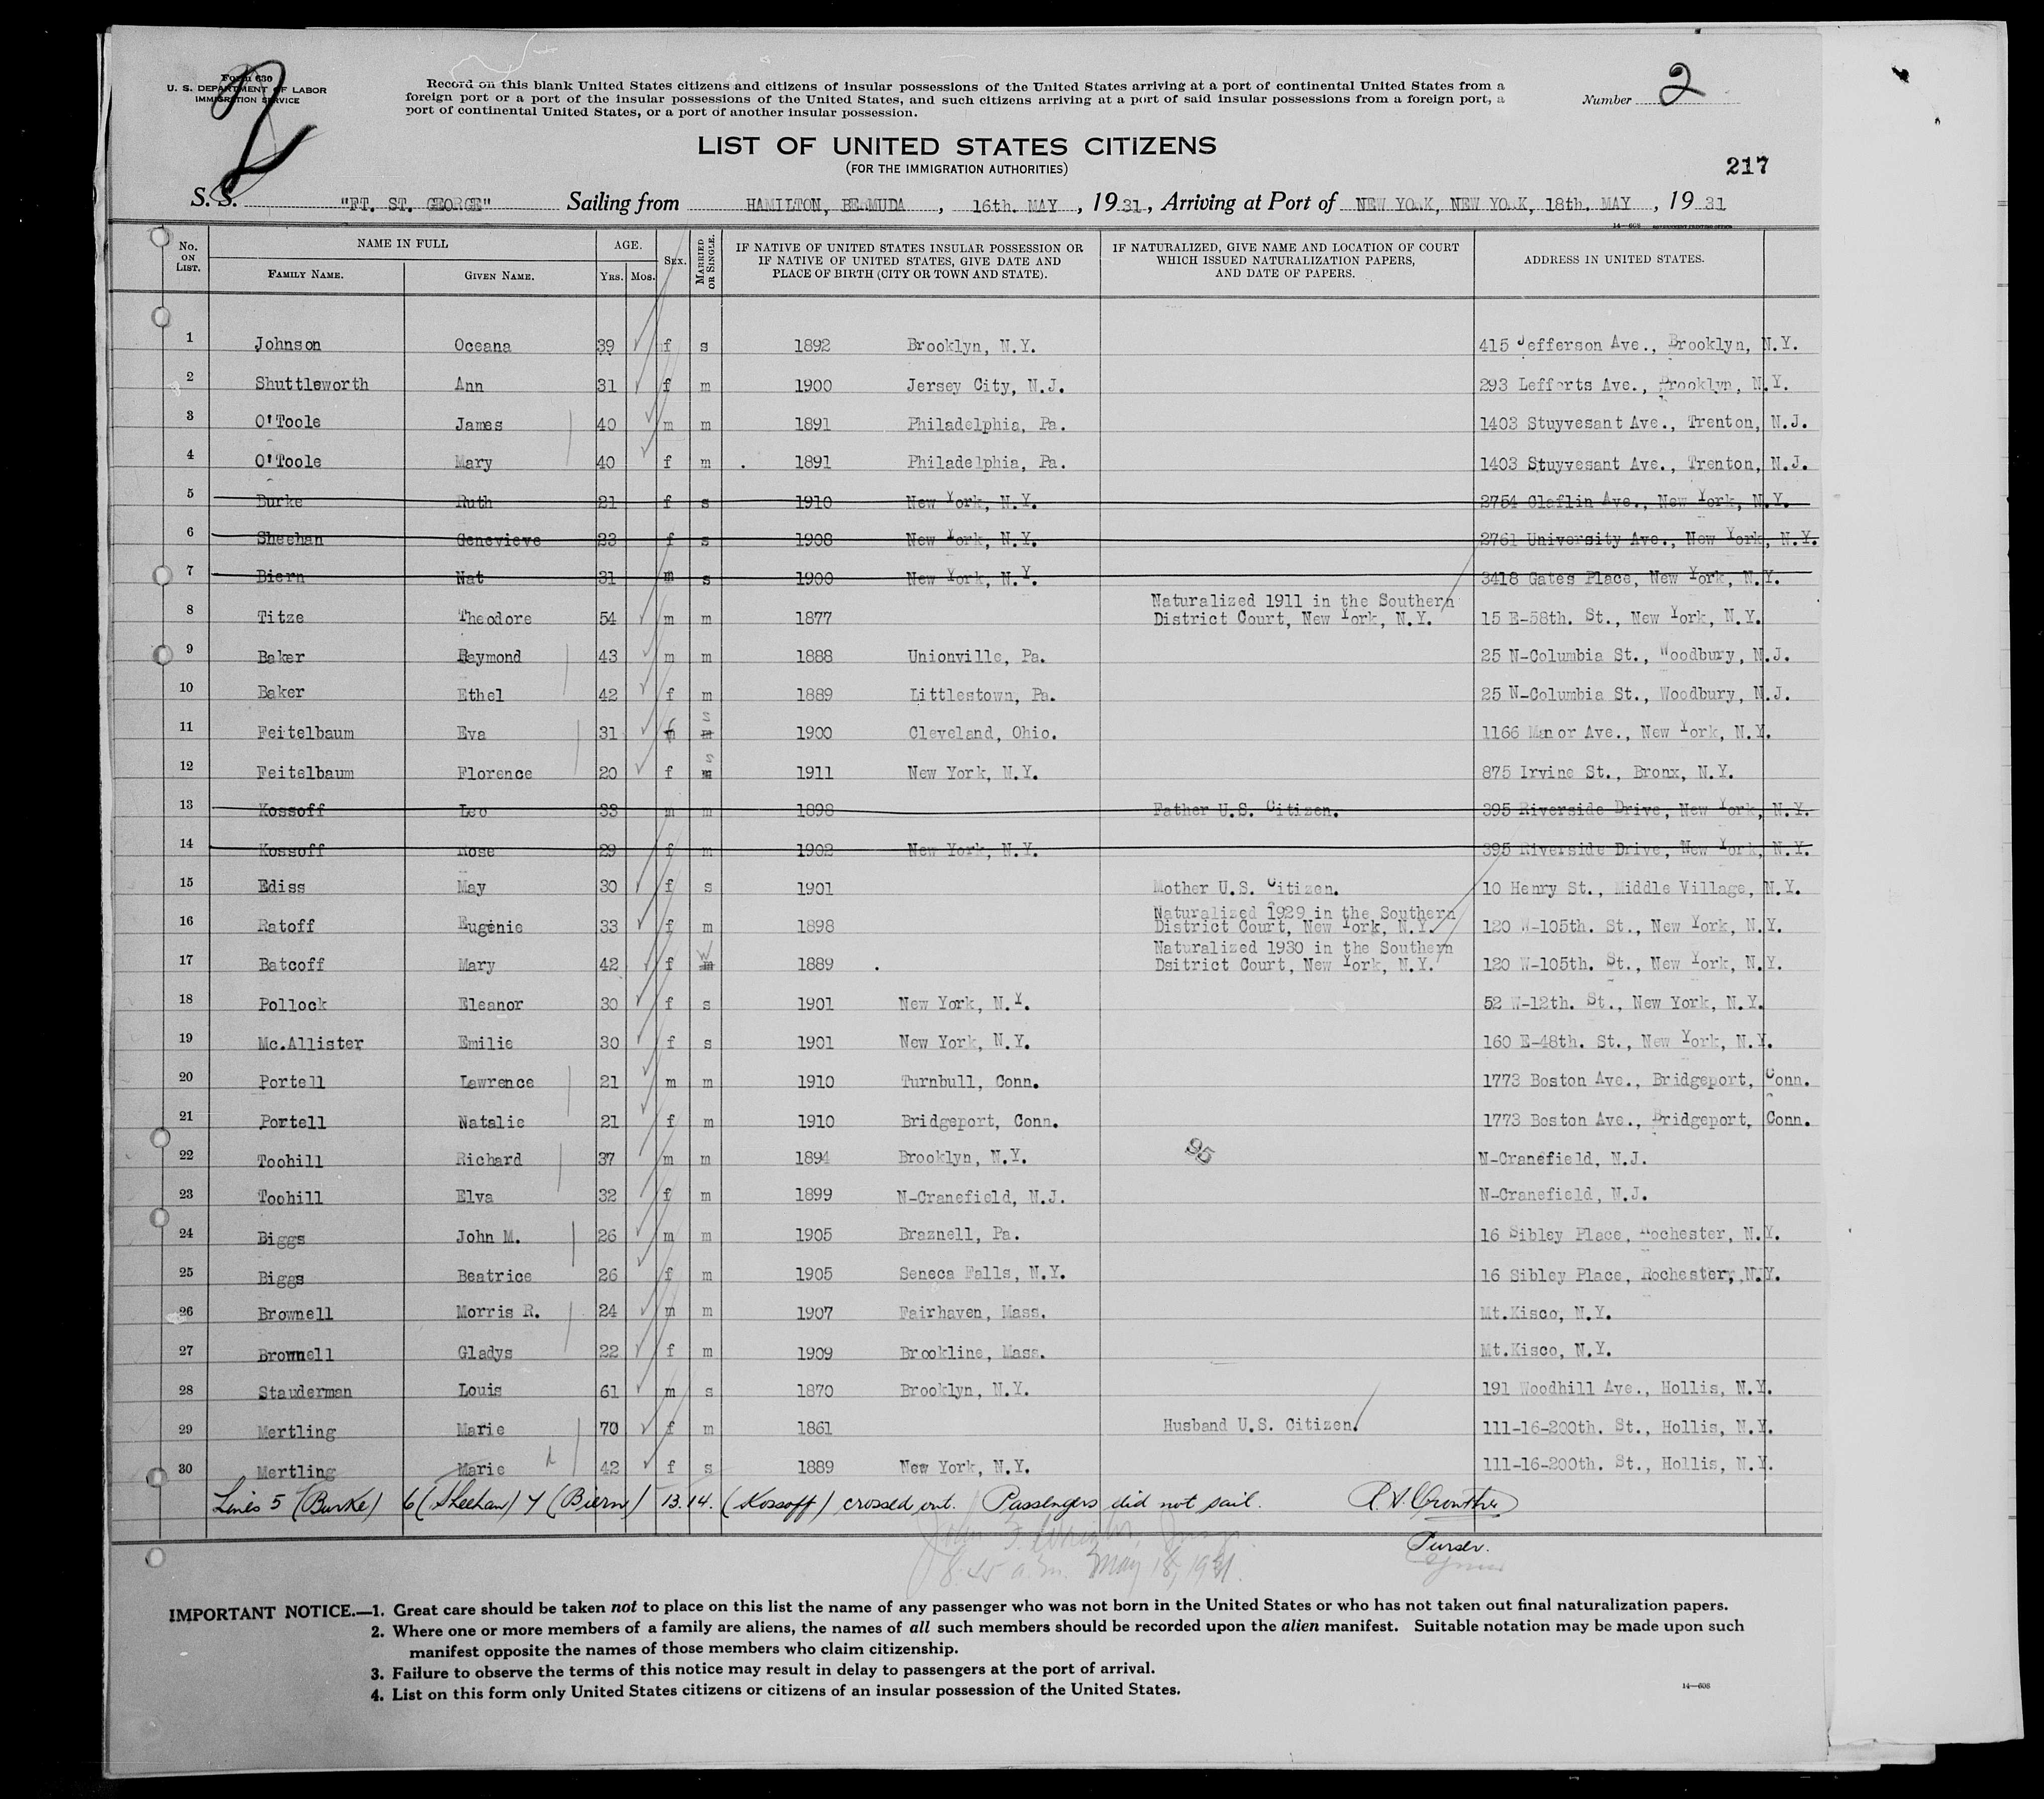 Form 630
U. S. DEPARTMENT OF LABOR
IMMIGRATION SERVICE
2
Record on this blank United States citizens and citizens of insular possessions of the United States arriving at a port of continental United States from a
foreign port or a port of the insular possessions of the United States, and such citizens arriving at a port of said insular possessions from a foreign port, a
port of continental United States, or a port of another insular possession.
Number 2
LIST OF UNITED STATES CITIZENS
(FOR THE IMMIGRATION AUTHORITIES)
217
S. S. "FT. ST. GEORGE" Sailing from HAMILTON, BERMUDA, 16th. MAY, 1931, Arriving at Port of NEW YORK, NEW YORK, 18th. MAY, 1931
14—608 GOVERNMENT PRINTING OFFICE
No. ON LIST. NAME IN FULL FAMILY NAME. GIVEN NAME. AGE. YRS. MOS. SEX. MARRIED OR SINGLE. IF NATIVE OF UNITED STATES INSULAR POSSESSION OR IF NATIVE OF UNITED STATES, GIVE DATE AND PLACE OF BIRTH (CITY OR TOWN AND STATE). IF NATURALIZED, GIVE NAME AND LOCATION OF COURT WHICH ISSUED NATURALIZATION PAPERS, AND DATE OF PAPERS. ADDRESS IN UNITED STATES.
1 Johnson Oceana 39 f s 1892 Brooklyn, N.Y. 415 Jefferson Ave., Brooklyn, N.Y.
2 Shuttleworth Ann 31 f m 1900 Jersey City, N.J. 293 Lefferts Ave., Brooklyn, N.Y.
3 O'Toole James 40 m m 1891 Philadelphia, Pa. 1403 Stuyvesant Ave., Trenton, N.J.
4 O'Toole Mary 40 f m 1891 Philadelphia, Pa. 1403 Stuyvesant Ave., Trenton, N.J.
5 Burke Ruth 21 f s 1910 New York, N.Y. 2754 Claflin Ave., New York, N.Y.
6 Sheehan Genevieve 23 f s 1908 New York, N.Y. 2761 University Ave., New York, N.Y.
7 Biern Nat 31 m s 1900 New York, N.Y. 3418 Gates Place, New York, N.Y.
8 Titze Theodore 54 m m 1877 Naturalized 1911 in the Southern District Court, New York, N.Y. 15 E-58th. St., New York, N.Y.
9 Baker Raymond 43 m m 1888 Unionville, Pa. 25 N-Columbia St., Woodbury, N.J.
10 Baker Ethel 42 f m 1889 Littlestown, Pa. 25 N-Columbia St., Woodbury, N.J.
11 Feitelbaum Eva 31 f s 1900 Cleveland, Ohio. 1166 Manor Ave., New York, N.Y.
12 Feitelbaum Florence 20 f s 1911 New York, N.Y. 875 Irvine St., Bronx, N.Y.
13 Kossoff Leo 33 m m 1898 Father U.S. Citizen. 395 Riverside Drive, New York, N.Y.
14 Kossoff Rose 29 f m 1902 New York, N.Y. 395 Riverside Drive, New York, N.Y.
15 Ediss May 30 f s 1901 Mother U.S. Citizen. 10 Henry St., Middle Village, N.Y.
16 Ratoff Eugenie 33 f m 1898 Naturalized 1929 in the Southern District Court, New York, N.Y. 120 W-105th. St., New York, N.Y.
17 Batcoff Mary 42 f m W 1889 Naturalized 1930 in the Southern Dsitrict Court, New York, N.Y. 120 W-105th. St., New York, N.Y.
18 Pollock Eleanor 30 f s 1901 New York, N.Y. 52 W-12th. St., New York, N.Y.
19 Mc.Allister Emilie 30 f s 1901 New York, N.Y. 160 E-48th. St., New York, N.Y.
20 Portell Lawrence 21 m m 1910 Turnbull, Conn. 1773 Boston Ave., Bridgeport, Conn.
21 Portell Natalie 21 f m 1910 Bridgeport, Conn. 1773 Boston Ave., Bridgeport, Conn.
22 Toohill Richard 37 m m 1894 Brooklyn, N.Y. 95 N-Cranefield, N.J.
23 Toohill Elva 32 f m 1899 N-Cranefield, N.J. N-Cranefield, N.J.
24 Biggs John M. 26 m m 1905 Braznell, Pa. 16 Sibley Place, Rochester, N.Y.
25 Biggs Beatrice 26 f m 1905 Seneca Falls, N.Y. 16 Sibley Place, Rochester, N.Y.
26 Brownell Morris R. 24 m m 1907 Fairhaven, Mass. Mt.Kisco, N.Y.
27 Brownell Gladys 22 f m 1909 Brookline, Mass. Mt.Kisco, N.Y.
28 Stauderman Louis 61 m s 1870 Brooklyn, N.Y. 191 Woodhill Ave., Hollis, N.Y.
29 Mertling Marie 70 f m 1861 Husband U.S. Citizen. 111-16-200th. St., Hollis, N.Y.
30 Mertling Marie 42 f s 1889 New York, N.Y. 111-16-200th. St., Hollis, N.Y.
Lines 5 (Burke) 6 (Sheehan) 7 (Biern) 13.14. (Kossoff) crossed out. Passengers did not sail.
Purser.
8.45 a.m. May 18, 1931.
IMPORTANT NOTICE.—1. Great care should be taken not to place on this list the name of any passenger who was not born in the United States or who has not taken out final naturalization papers.
2. Where one or more members of a family are aliens, the names of all such members should be recorded upon the alien manifest. Suitable notation may be made upon such
manifest opposite the names of those members who claim citizenship.
3. Failure to observe the terms of this notice may result in delay to passengers at the port of arrival.
4. List on this form only United States citizens or citizens of an insular possession of the United States.
14—608